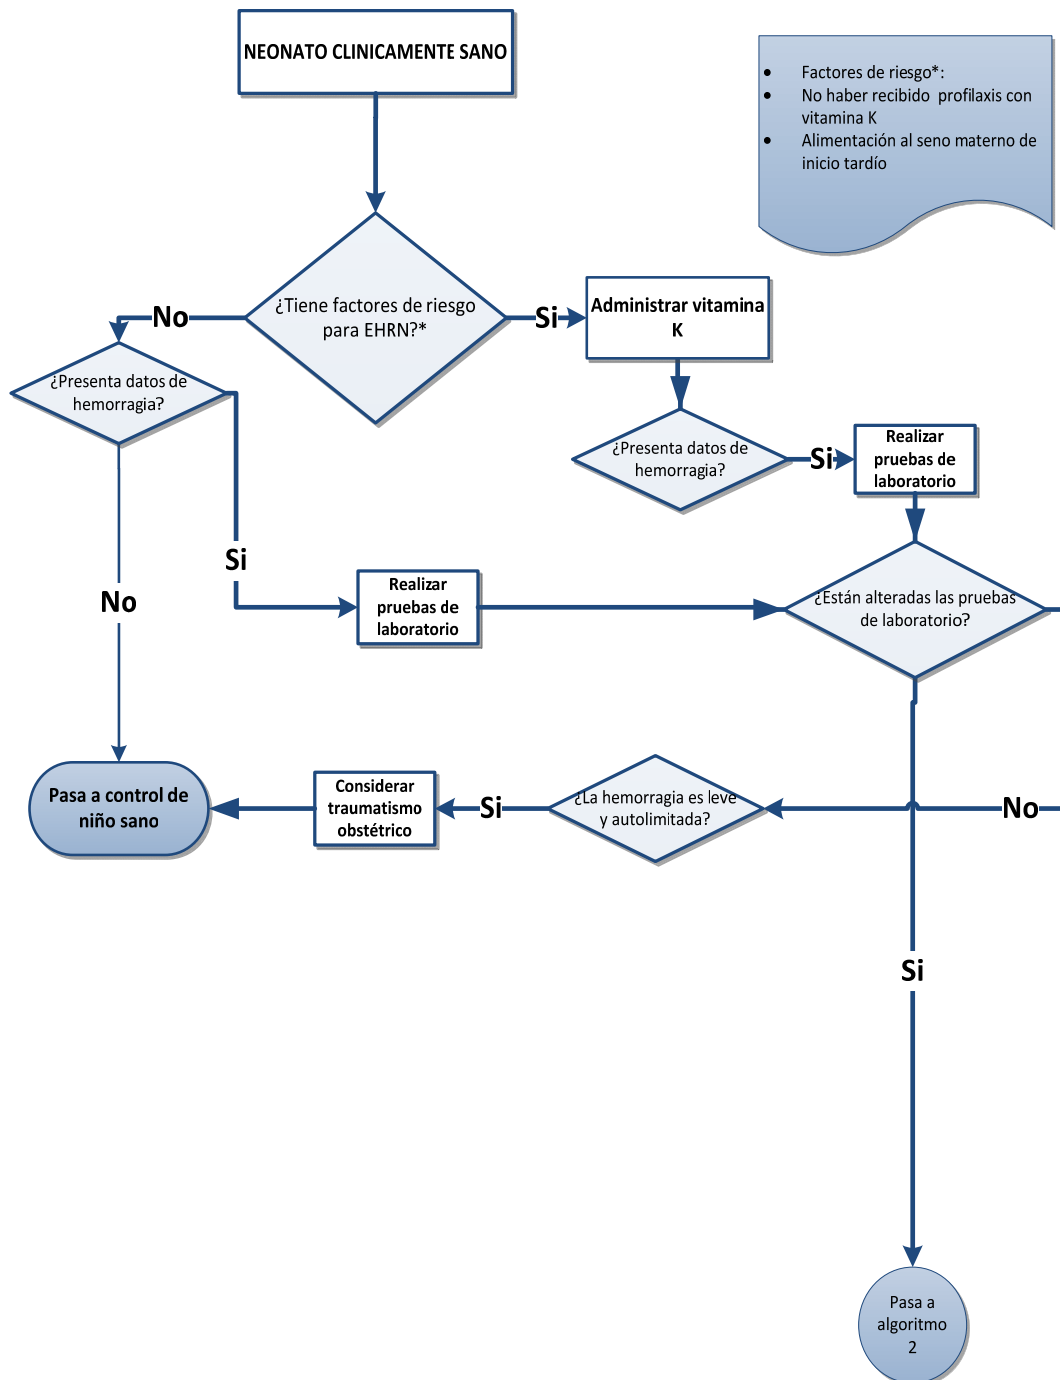 NEONATO CLINICAMENTE SANO
• Factores de riesgo*:
• No haber recibido profilaxis con
vitamina K
• Alimentación al seno materno de
inicio tardío
¿Tiene factores de riesgo
para EHRN?*
No
Si
Administrar vitamina
K
¿Presenta datos de
hemorragia?
¿Presenta datos de
hemorragia?
Si
Realizar
pruebas de
laboratorio
Si
No
Realizar
pruebas de
laboratorio
¿Están alteradas las pruebas
de laboratorio?
Pasa a control de
niño sano
Considerar
traumatismo
obstétrico
Si
¿La hemorragia es leve
y autolimitada?
No
Si
Pasa a
algoritmo
2